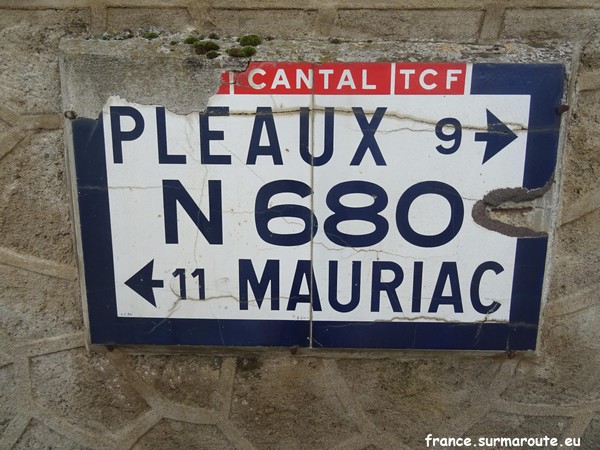 CANTAL TCF
PLEAUX 9
N 680
11 MAURIAC
france.surmaroute.eu